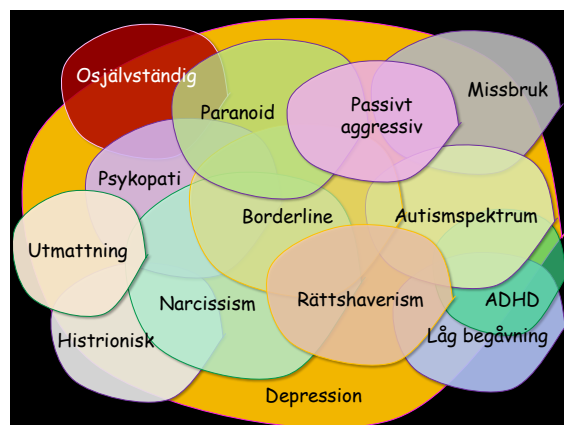 Osjälvständig
Missbruk
Paranoid
Passivt
aggressiv
Psykopati
Borderline
Autismspektrum
Utmattning
Narcissism
Rättshaverism
ADHD
Histrionisk
Låg begåvning
Depression